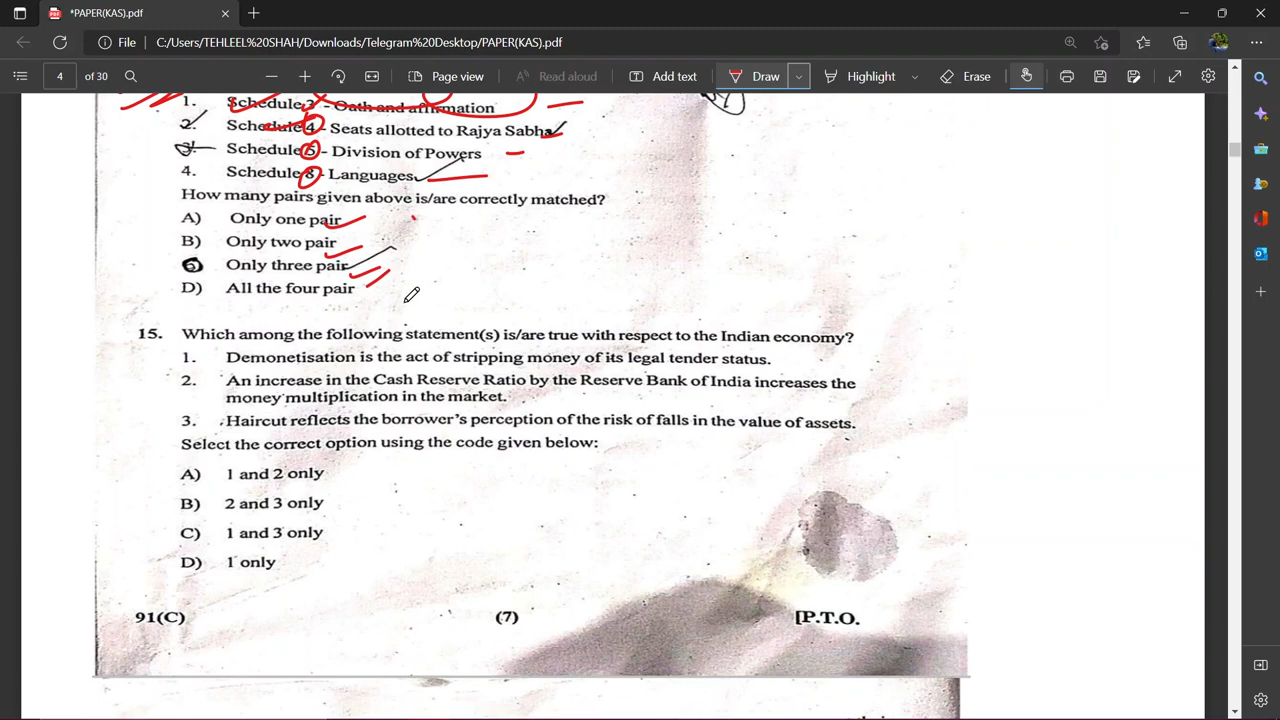 *PAPER(KAS).pdf
File C:/Users/TEHLEEL%20SHAH/Downloads/Telegram%20Desktop/PAPER(KAS).pdf
4 of 30 Page view Read aloud Add text Draw Highlight Erase
1. Schedule 3 - Oath and affirmation
2. Schedule 4 - Seats allotted to Rajya Sabha
3. Schedule 5 - Division of Powers
4. Schedule 8 - Languages
How many pairs given above is/are correctly matched?
A) Only one pair
B) Only two pair
Only three pair
D) All the four pair
15. Which among the following statement(s) is/are true with respect to the Indian economy?
1. Demonetisation is the act of stripping money of its legal tender status.
2. An increase in the Cash Reserve Ratio by the Reserve Bank of India increases the
money multiplication in the market.
3. Haircut reflects the borrower's perception of the risk of falls in the value of assets.
Select the correct option using the code given below:
A) 1 and 2 only
B) 2 and 3 only
C) 1 and 3 only
D) 1 only
91(C) (7) [P.T.O.